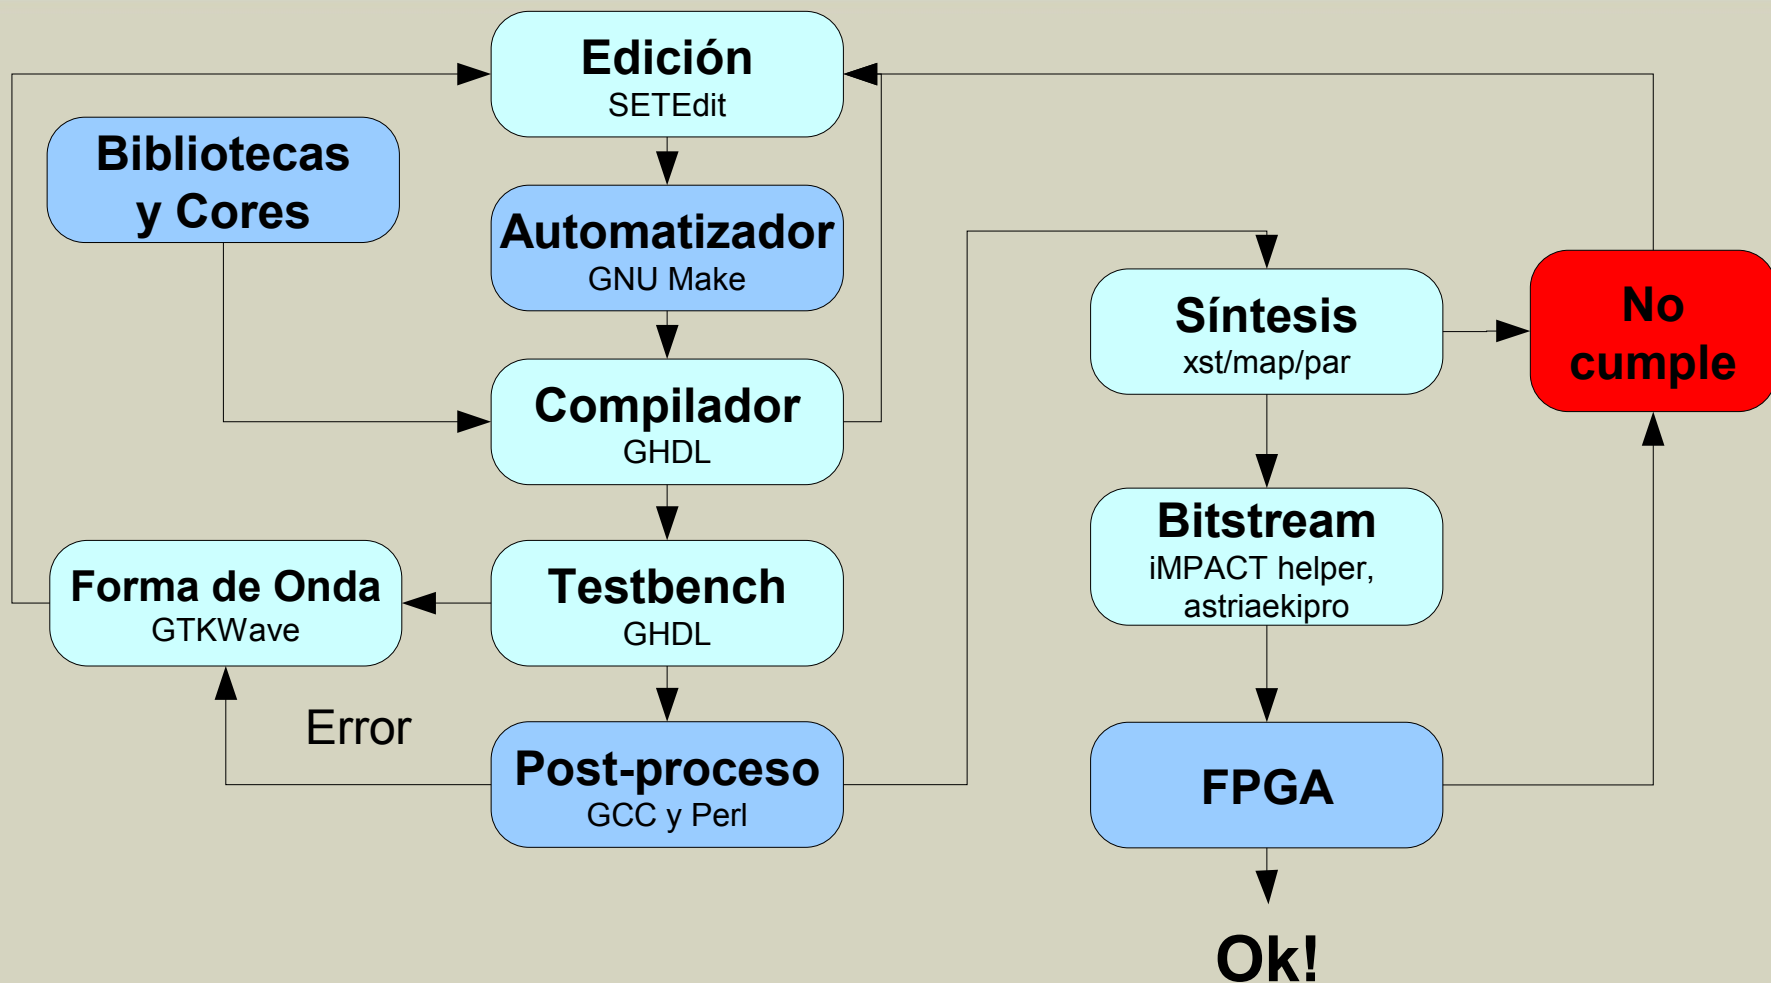 Edición
SETEdit
Bibliotecas
y Cores
Automatizador
GNU Make
Compilador
GHDL
Forma de Onda
GTKWave
Testbench
GHDL
Error
Post-proceso
GCC y Perl
Síntesis
xst/map/par
No
cumple
Bitstream
iMPACT helper,
astriaekipro
FPGA
Ok!